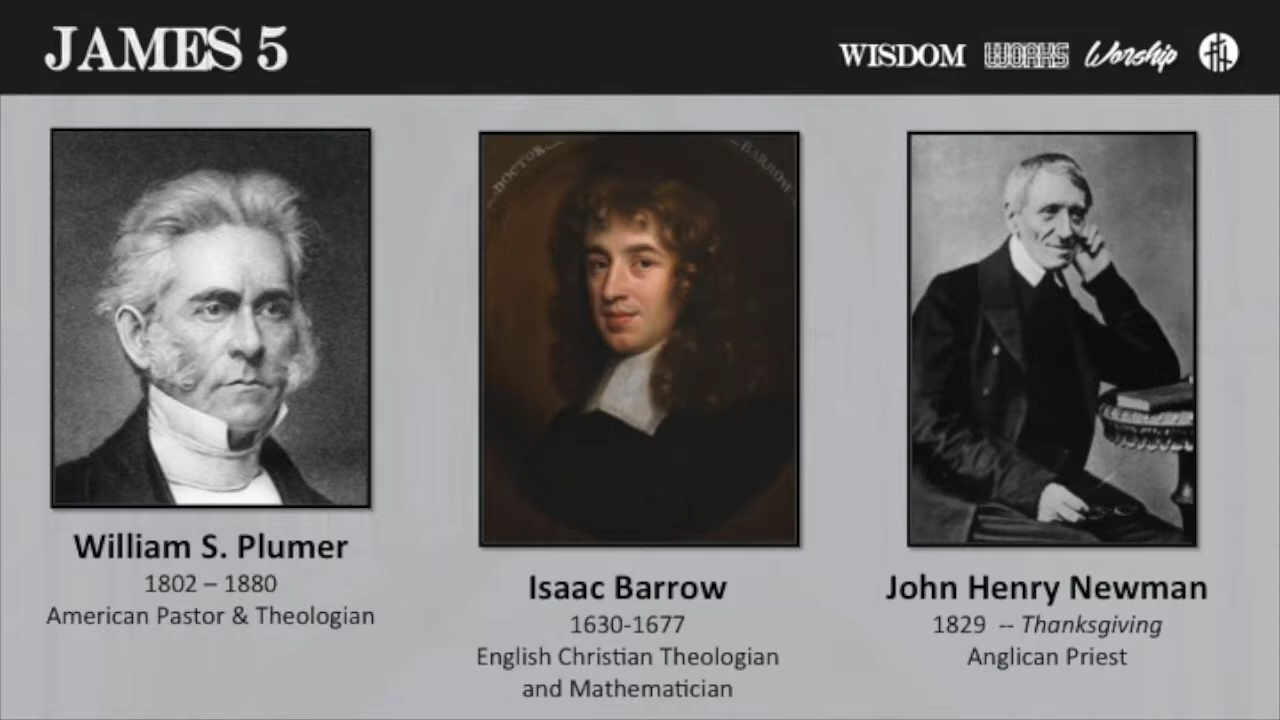 JAMES 5
WISDOM WORKS Worship
DOCTOR BARROW
William S. Plumer
1802 – 1880
American Pastor & Theologian
Isaac Barrow
1630-1677
English Christian Theologian
and Mathematician
John Henry Newman
1829 -- Thanksgiving
Anglican Priest